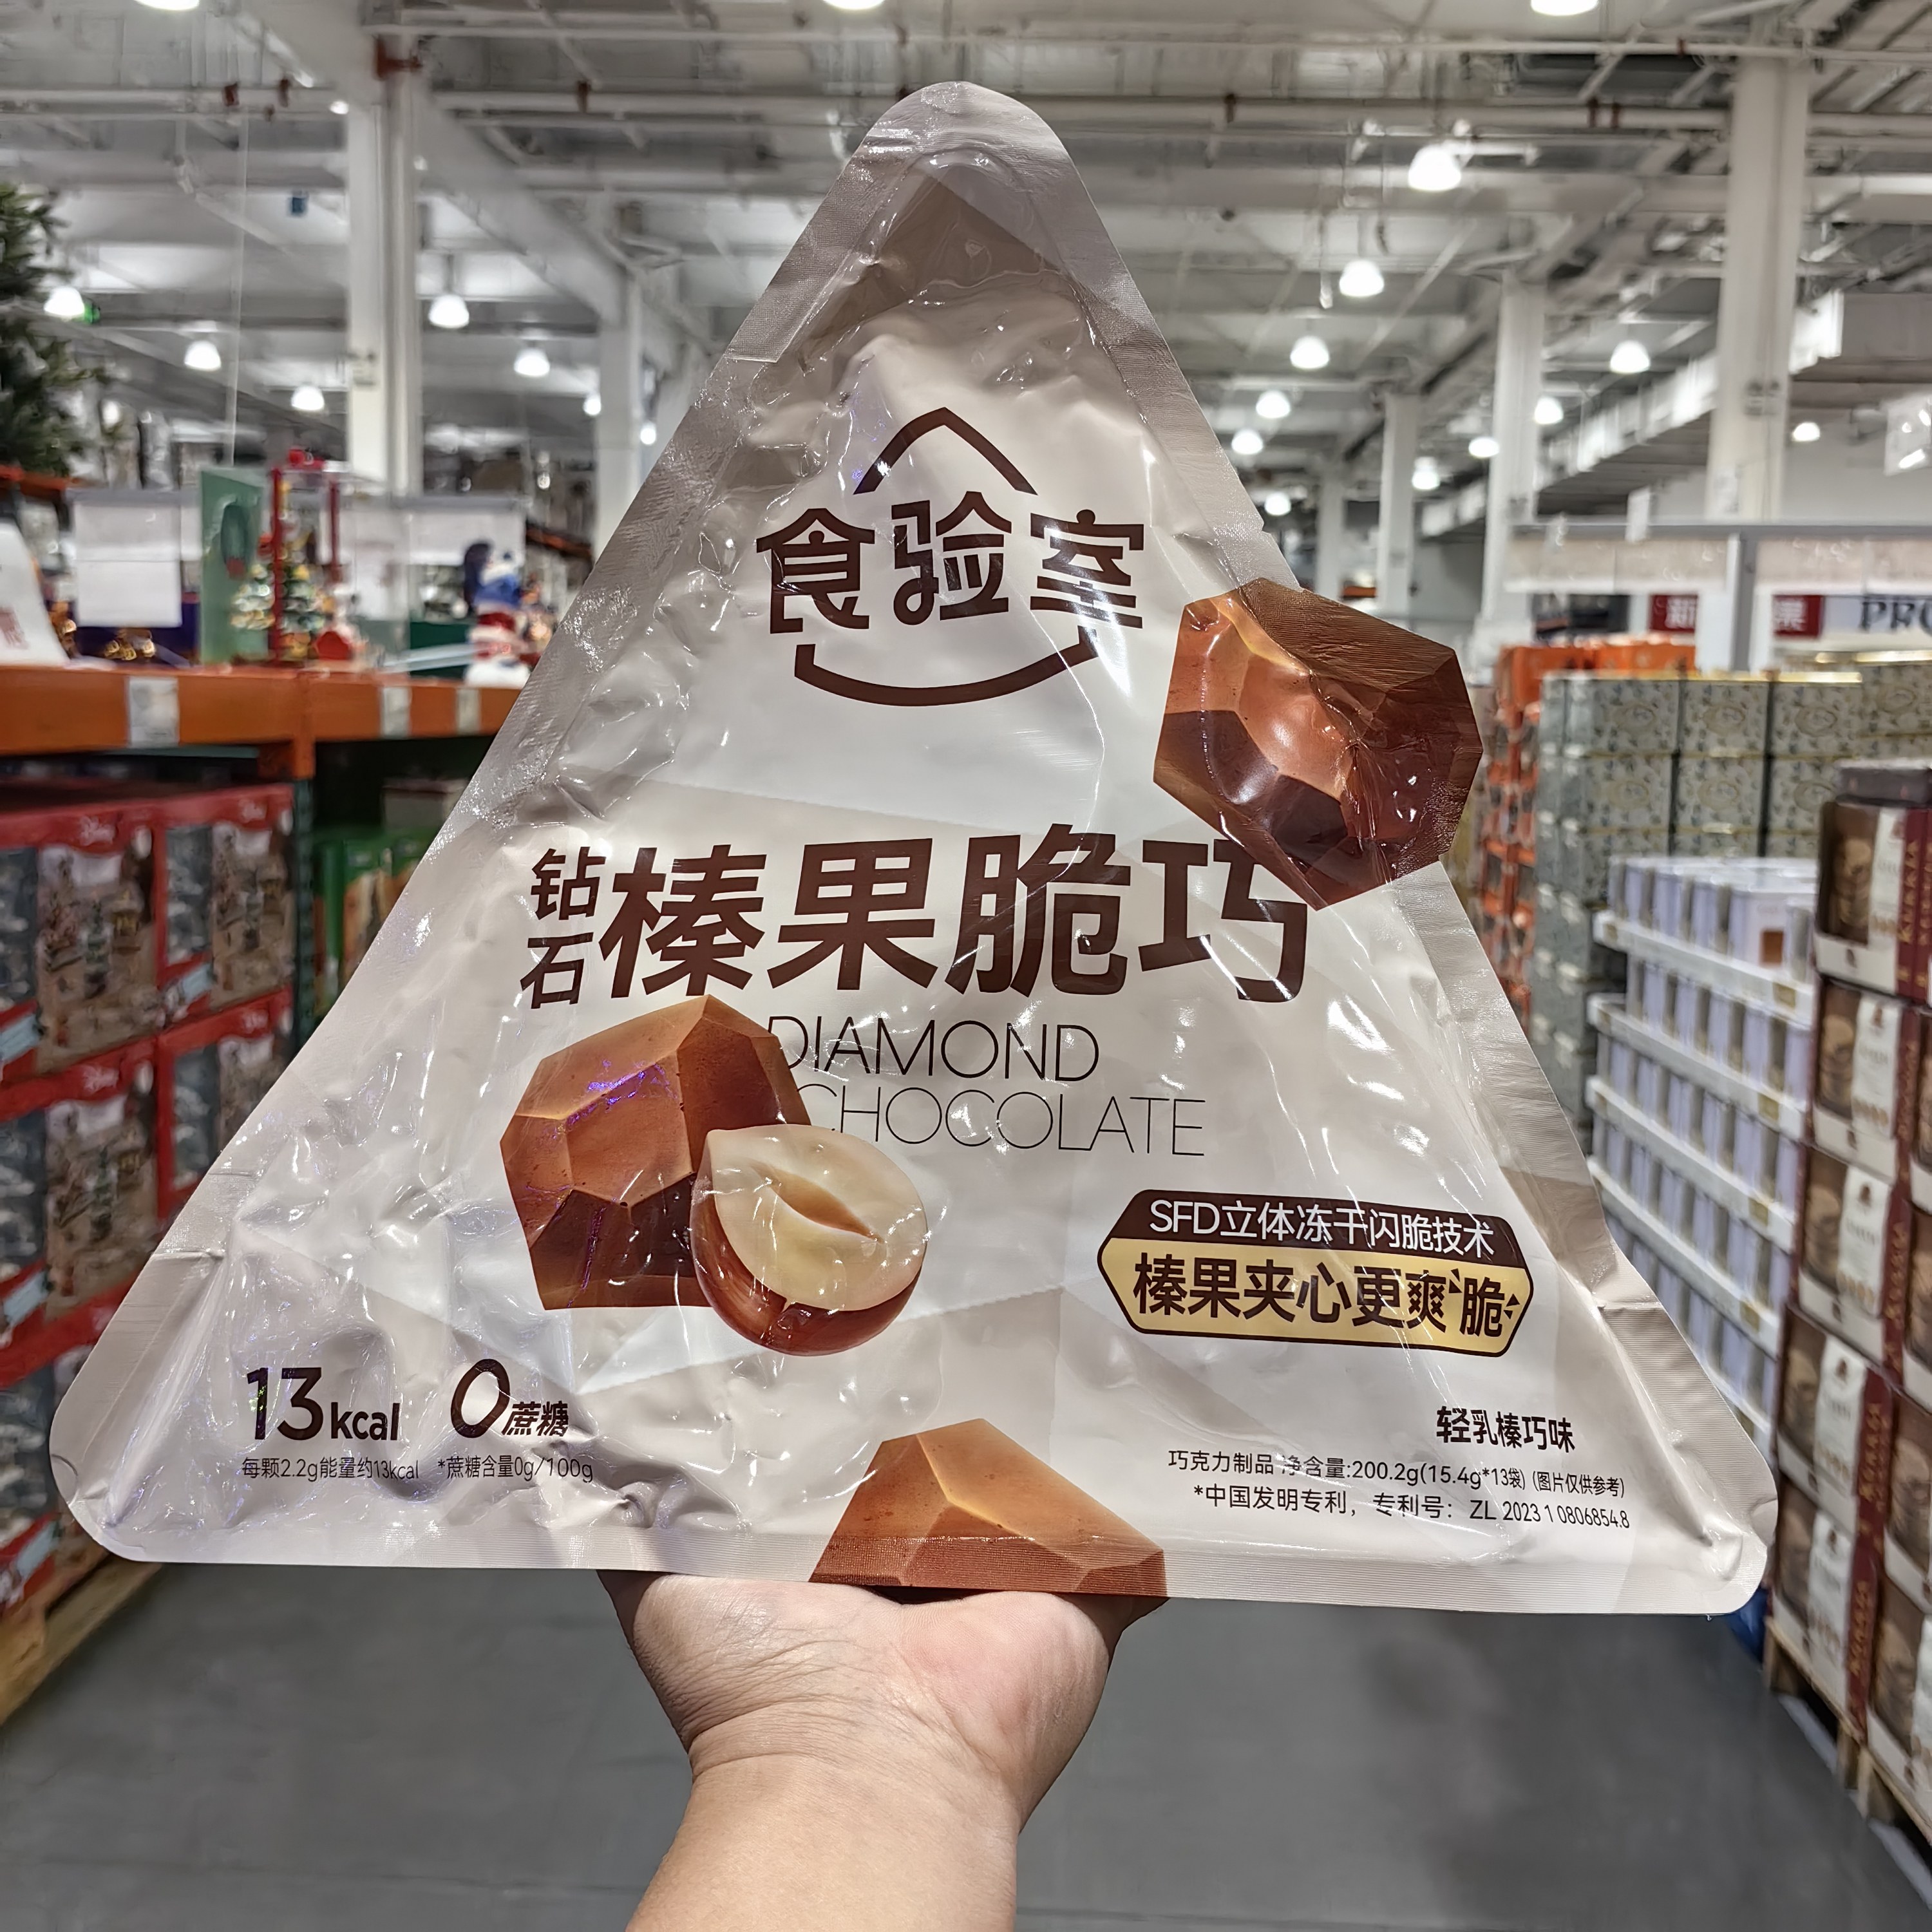 食验室
钻石榛果脆巧
DIAMOND
CHOCOLATE
SFD立体冻干闪脆技术
榛果夹心更爽脆
13kcal 0蔗糖
每颗2.2g能量约13kcal *蔗糖含量0g/100g
轻乳榛巧味
巧克力制品 净含量:200.2g(15.4g*13袋) (图片仅供参考)
*中国发明专利，专利号：ZL 2023 1 0806854.8
新
PRO